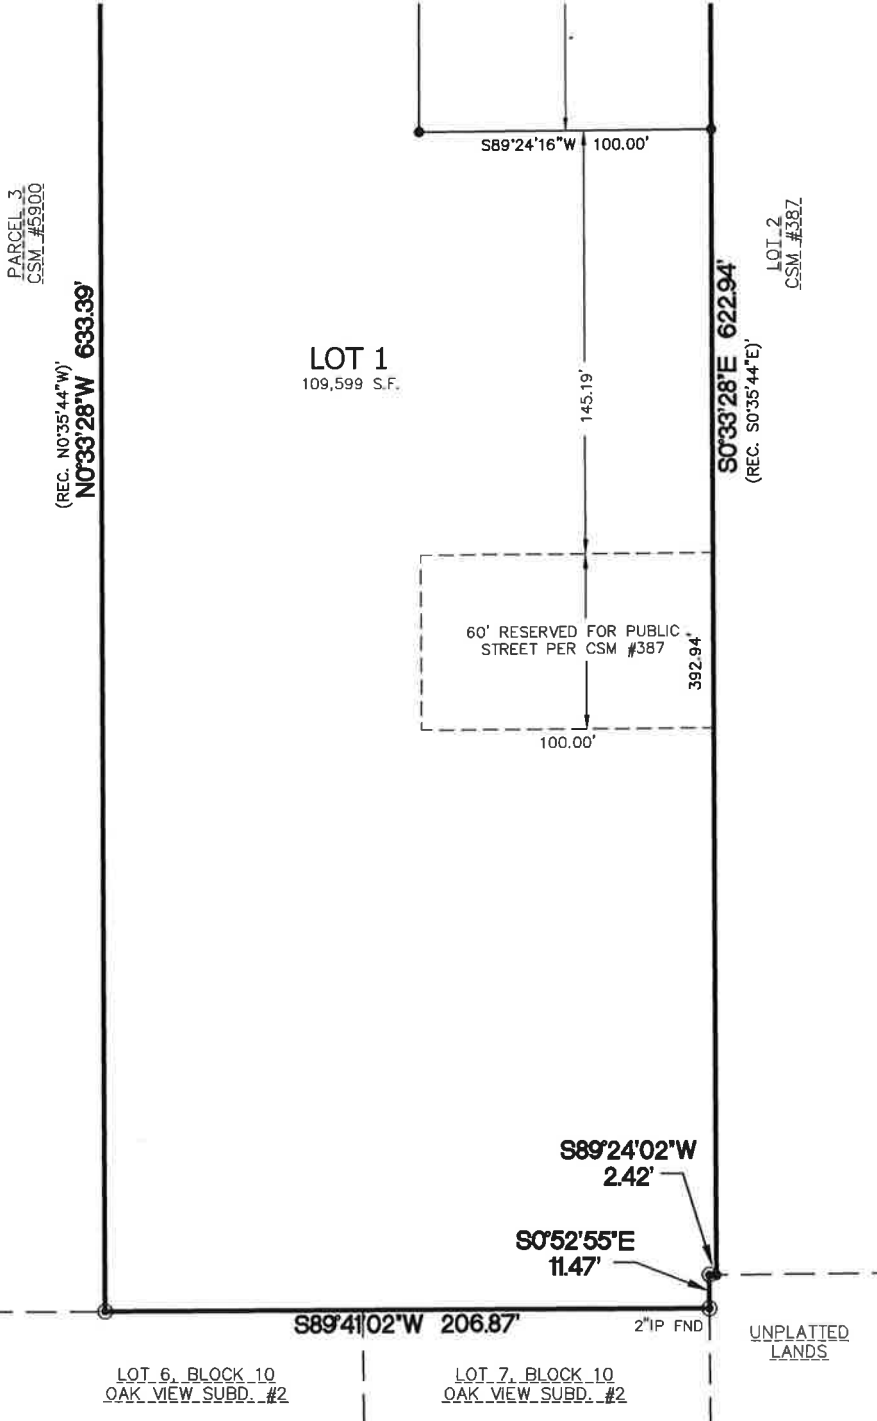 S89°24'16"W 100.00'
PARCEL 3
CSM #5900
LOT 2
CSM #387
N0°33'28"W 633.39'
(REC. N0°35'44"W)'
LOT 1
109,599 S.F.
145.19'
S0°33'28"E 622.94'
(REC. S0°35'44"E)'
60' RESERVED FOR PUBLIC
STREET PER CSM #387
392.94'
100.00'
S89°24'02"W
2.42'
S0°52'55"E
11.47'
S89°41'02"W 206.87'
2"IP FND
UNPLATTED
LANDS
LOT 6, BLOCK 10
OAK VIEW SUBD. #2
LOT 7, BLOCK 10
OAK VIEW SUBD. #2